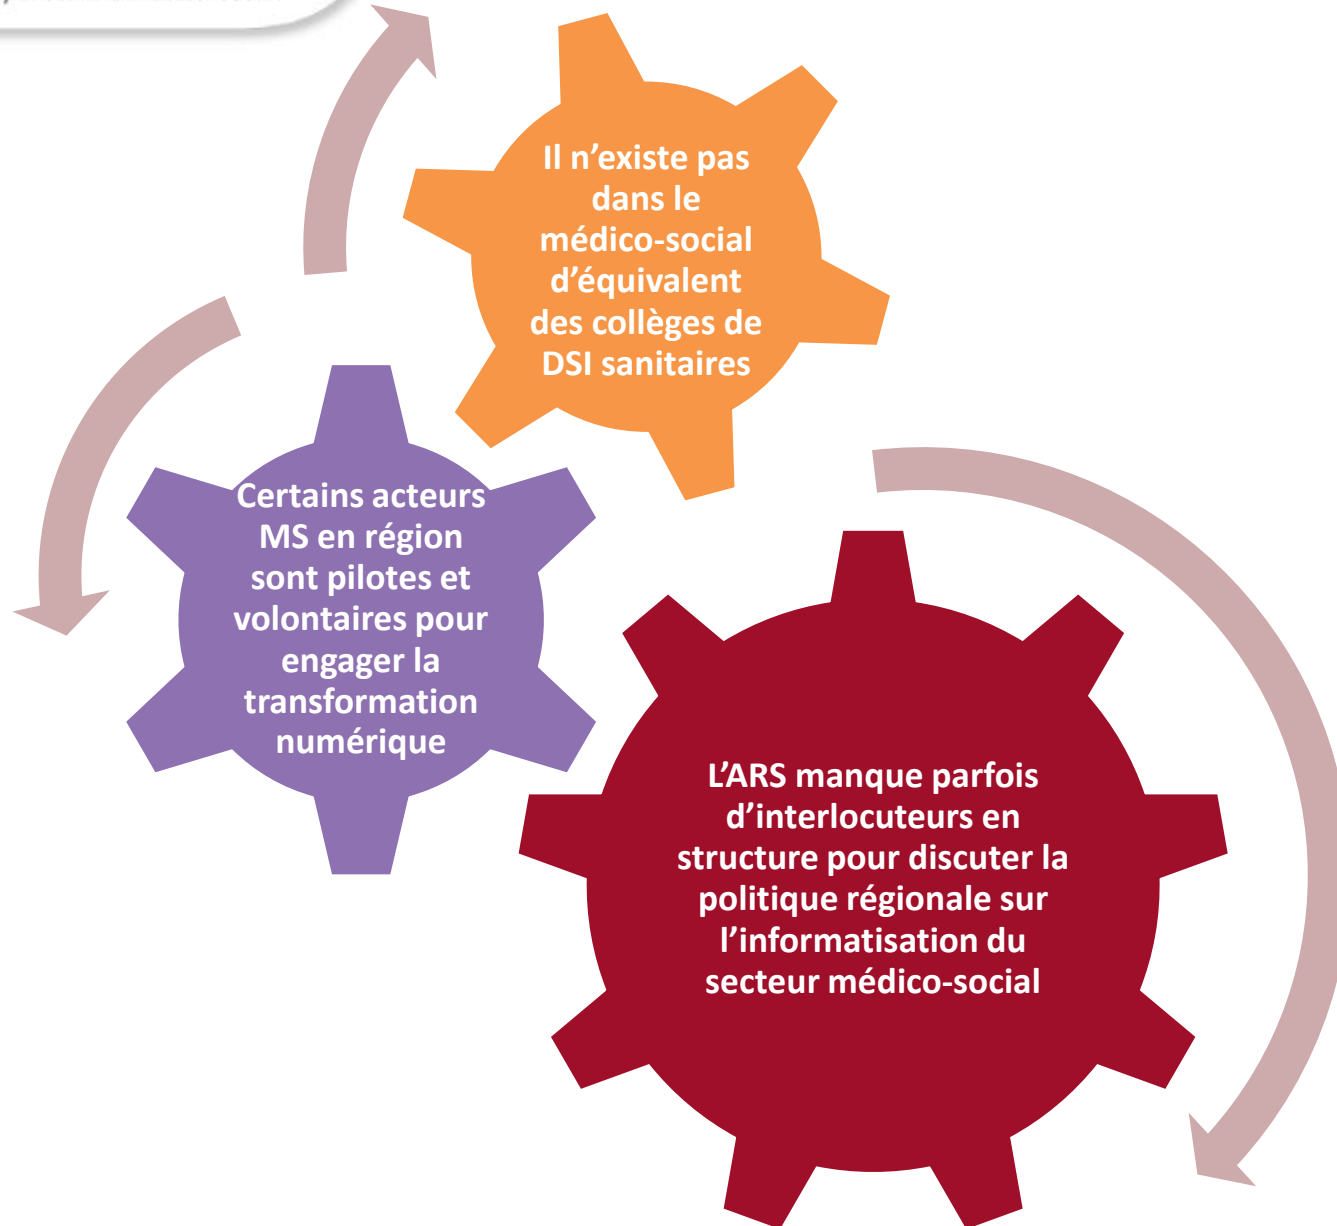 Il n’existe pas
dans le
médico-social
d’équivalent
des collèges de
DSI sanitaires
Certains acteurs
MS en région
sont pilotes et
volontaires pour
engager la
transformation
numérique
L’ARS manque parfois
d’interlocuteurs en
structure pour discuter la
politique régionale sur
l’informatisation du
secteur médico-social